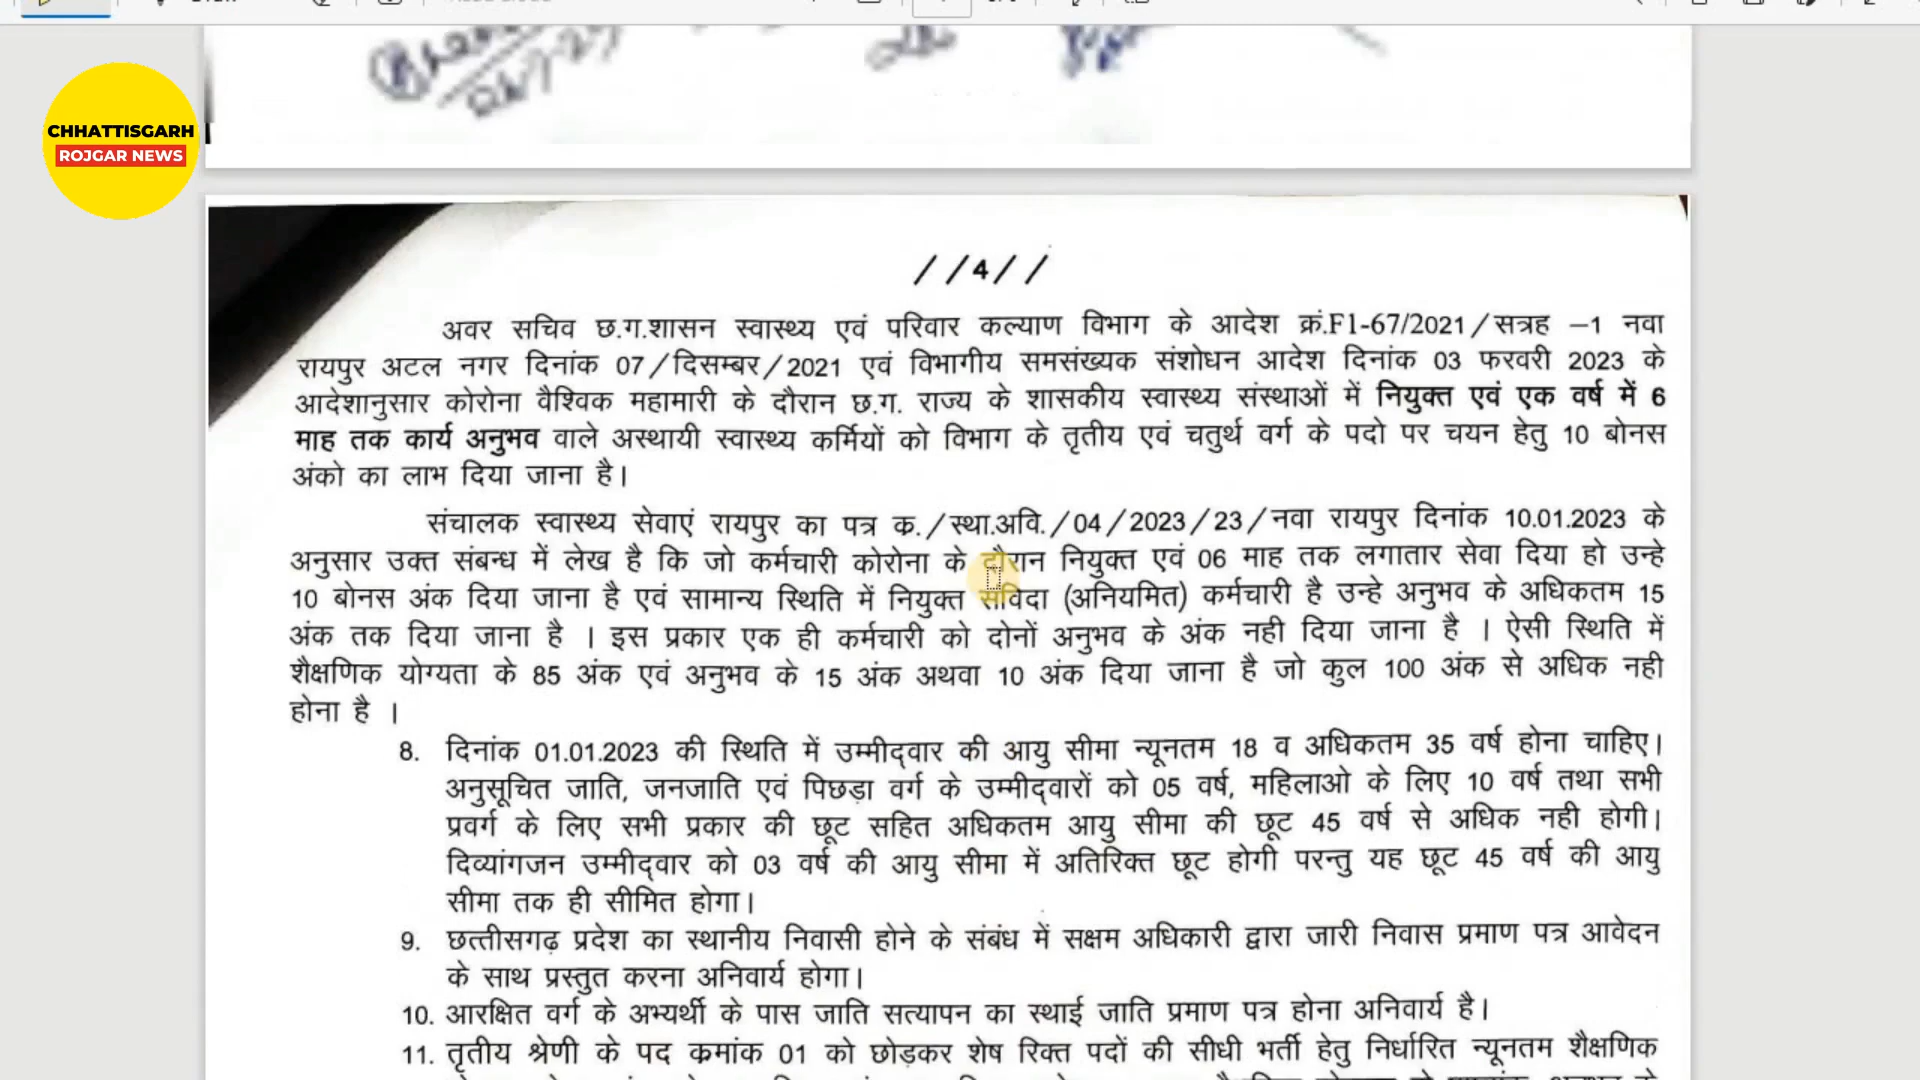 CHHATTISGARH
ROJGAR NEWS
//4//
अवर सचिव छ.ग.शासन स्वास्थ्य एवं परिवार कल्याण विभाग के आदेश क्रं.F1-67/2021/सत्रह –1 नवा
रायपुर अटल नगर दिनांक 07/दिसम्बर/2021 एवं विभागीय समसंख्यक संशोधन आदेश दिनांक 03 फरवरी 2023 के
आदेशानुसार कोरोना वैश्विक महामारी के दौरान छ.ग. राज्य के शासकीय स्वास्थ्य संस्थाओं में नियुक्त एवं एक वर्ष में 6
माह तक कार्य अनुभव वाले अस्थायी स्वास्थ्य कर्मियों को विभाग के तृतीय एवं चतुर्थ वर्ग के पदो पर चयन हेतु 10 बोनस
अंको का लाभ दिया जाना है।
संचालक स्वास्थ्य सेवाएं रायपुर का पत्र क्र./स्था.अवि./04/2023/23/नवा रायपुर दिनांक 10.01.2023 के
अनुसार उक्त संबन्ध में लेख है कि जो कर्मचारी कोरोना के दौरान नियुक्त एवं 06 माह तक लगातार सेवा दिया हो उन्हे
10 बोनस अंक दिया जाना है एवं सामान्य स्थिति में नियुक्त संविदा (अनियमित) कर्मचारी है उन्हे अनुभव के अधिकतम 15
अंक तक दिया जाना है । इस प्रकार एक ही कर्मचारी को दोनों अनुभव के अंक नही दिया जाना है । ऐसी स्थिति में
शैक्षणिक योग्यता के 85 अंक एवं अनुभव के 15 अंक अथवा 10 अंक दिया जाना है जो कुल 100 अंक से अधिक नही
होना है ।
8. दिनांक 01.01.2023 की स्थिति में उम्मीद्वार की आयु सीमा न्यूनतम 18 व अधिकतम 35 वर्ष होना चाहिए।
अनुसूचित जाति, जनजाति एवं पिछड़ा वर्ग के उम्मीद्वारों को 05 वर्ष, महिलाओ के लिए 10 वर्ष तथा सभी
प्रवर्ग के लिए सभी प्रकार की छूट सहित अधिकतम आयु सीमा की छूट 45 वर्ष से अधिक नही होगी।
दिव्यांगजन उम्मीद्वार को 03 वर्ष की आयु सीमा में अतिरिक्त छूट होगी परन्तु यह छूट 45 वर्ष की आयु
सीमा तक ही सीमित होगा।
9. छत्तीसगढ़ प्रदेश का स्थानीय निवासी होने के संबंध में सक्षम अधिकारी द्वारा जारी निवास प्रमाण पत्र आवेदन
के साथ प्रस्तुत करना अनिवार्य होगा।
10. आरक्षित वर्ग के अभ्यर्थी के पास जाति सत्यापन का स्थाई जाति प्रमाण पत्र होना अनिवार्य है।
11. तृतीय श्रेणी के पद क्रमांक 01 को छोड़कर शेष रिक्त पदों की सीधी भर्ती हेतु निर्धारित न्यूनतम शैक्षणिक